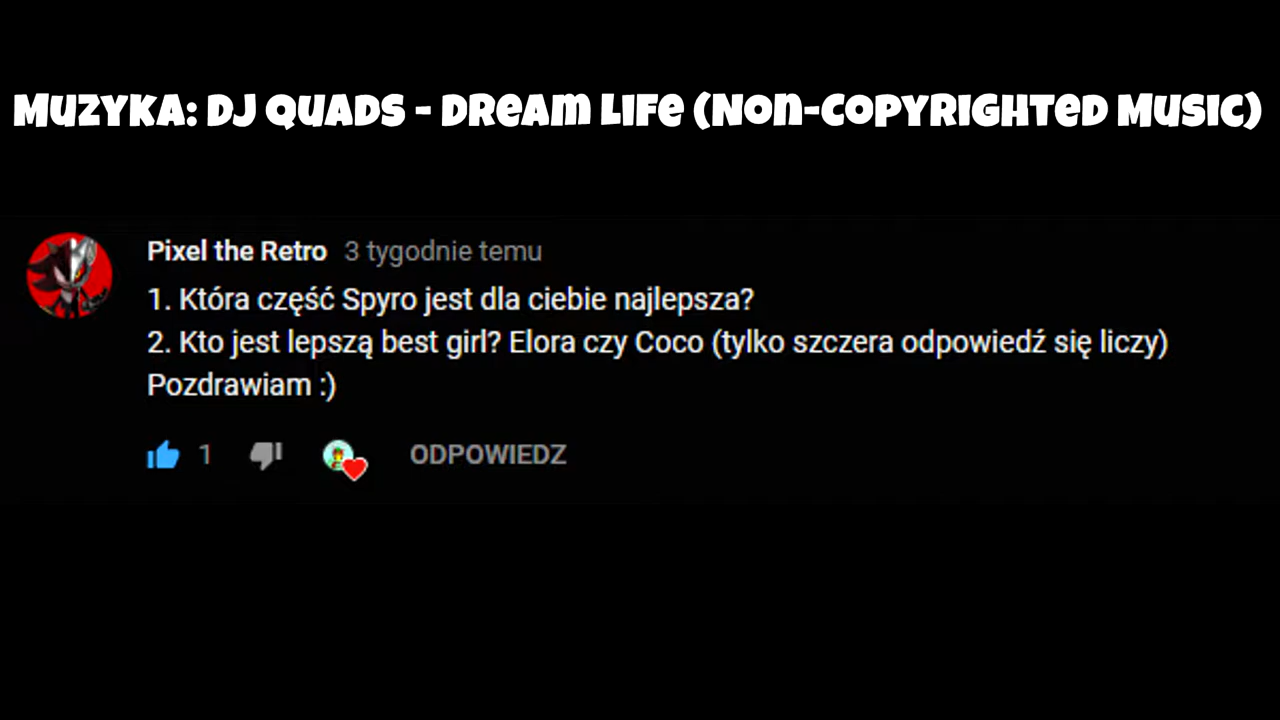 Muzyka: DJ Quads - Dream Life (Non-Copyrighted Music)
Pixel the Retro 3 tygodnie temu
1. Która część Spyro jest dla ciebie najlepsza?
2. Kto jest lepszą best girl? Elora czy Coco (tylko szczera odpowiedź się liczy)
Pozdrawiam :)
1 ODPOWIEDZ